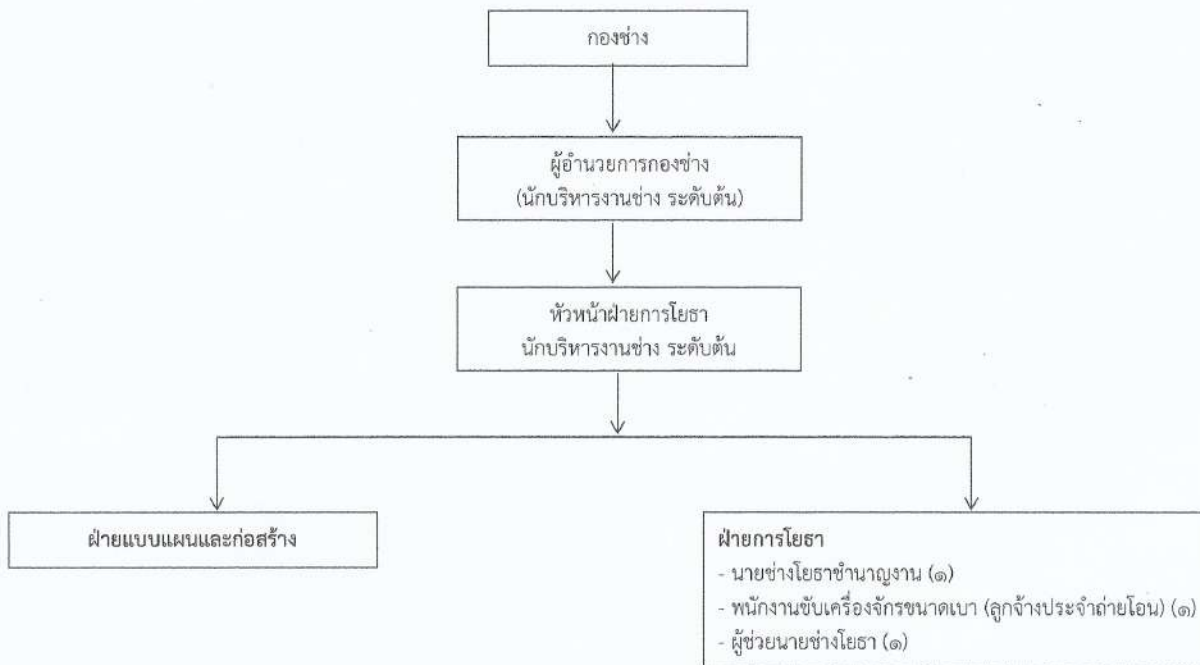 กองช่าง
ผู้อำนวยการกองช่าง
(นักบริหารงานช่าง ระดับต้น)
หัวหน้าฝ่ายการโยธา
นักบริหารงานช่าง ระดับต้น
ฝ่ายแบบแผนและก่อสร้าง
ฝ่ายการโยธา
- นายช่างโยธาชำนาญงาน (๑)
- พนักงานขับเครื่องจักรขนาดเบา (ลูกจ้างประจำถ่ายโอน) (๑)
- ผู้ช่วยนายช่างโยธา (๑)